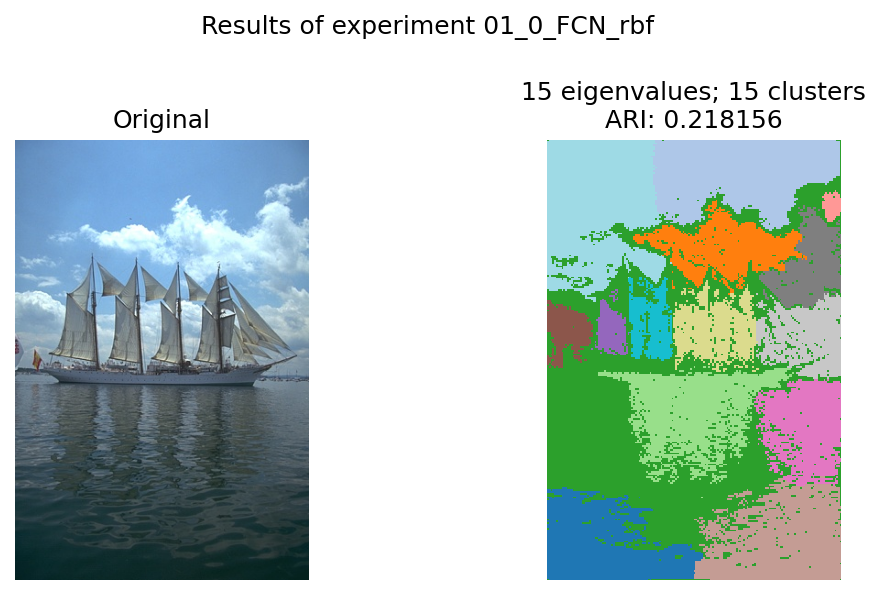 Results of experiment 01_0_FCN_rbf
Original
15 eigenvalues; 15 clusters
ARI: 0.218156